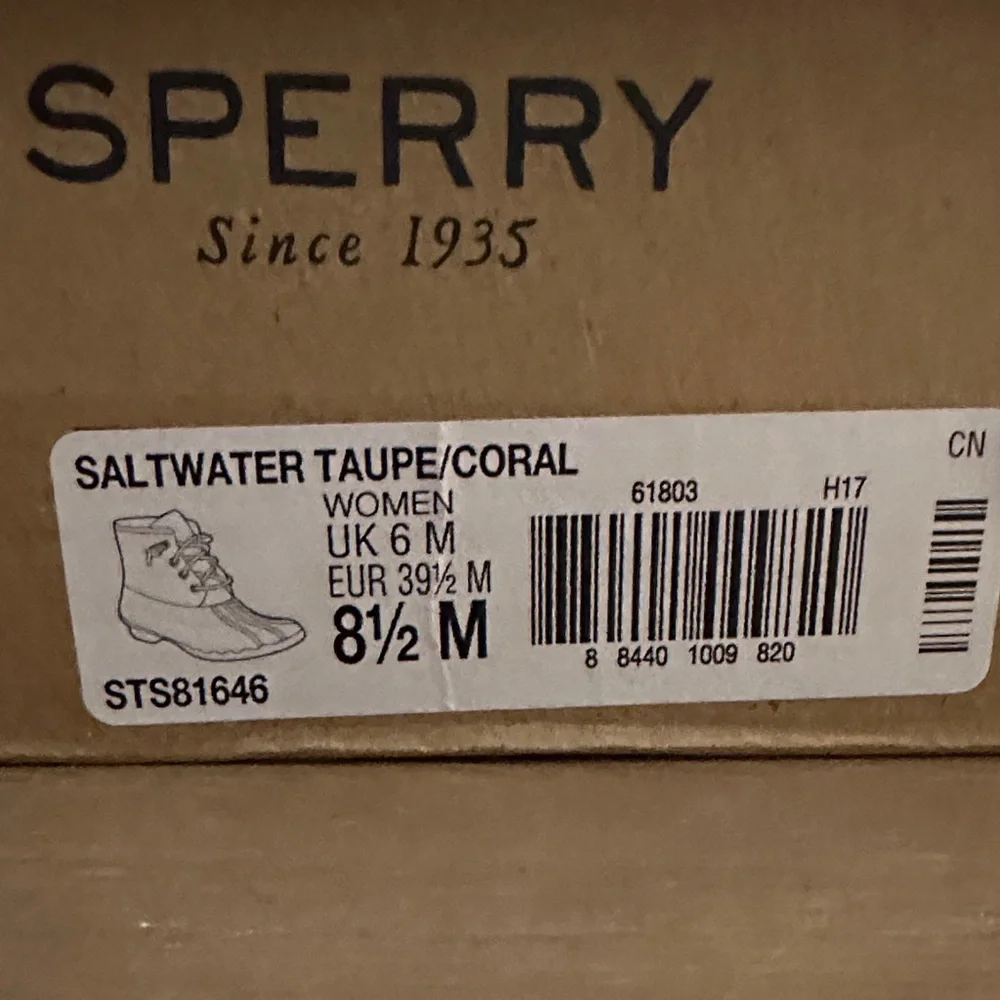 SPERRY
Since 1935
SALTWATER TAUPE/CORAL
CN
WOMEN
61803 H17
UK 6 M
EUR 39½ M
8½ M
8 8440 1009 820
STS81646